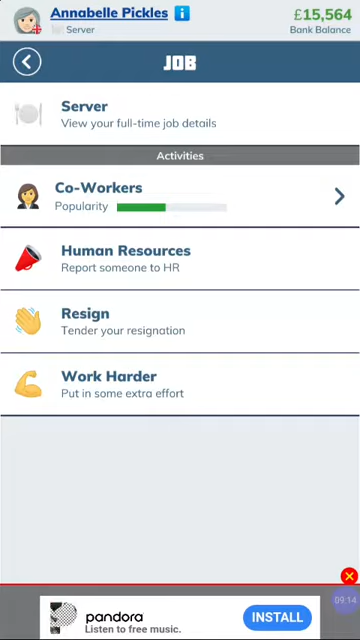 Annabelle Pickles
£15,564
Server
Bank Balance
JOB
Server
View your full-time job details
Activities
Co-Workers
Popularity
Human Resources
Report someone to HR
Resign
Tender your resignation
Work Harder
Put in some extra effort
09:14
pandora
Listen to free music.
INSTALL